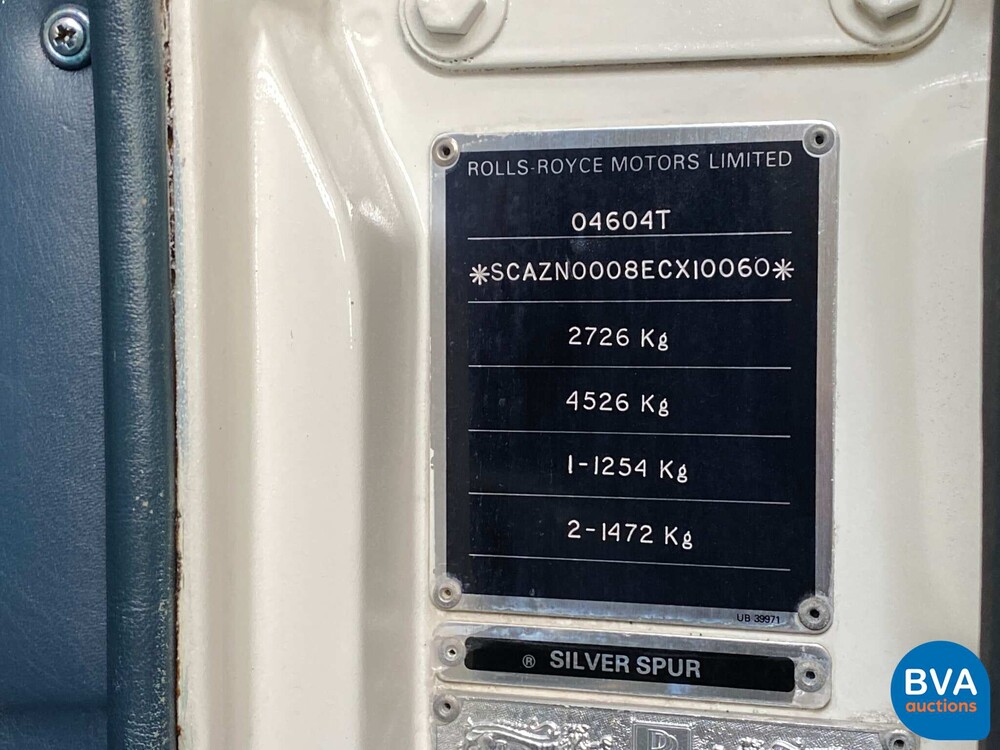 ROLLS-ROYCE MOTORS LIMITED
04604T
*SCAZN0008ECX10060*
2726 Kg
4526 Kg
1-1254 Kg
2-1472 Kg
UB 39971
® SILVER SPUR
BVA
auctions